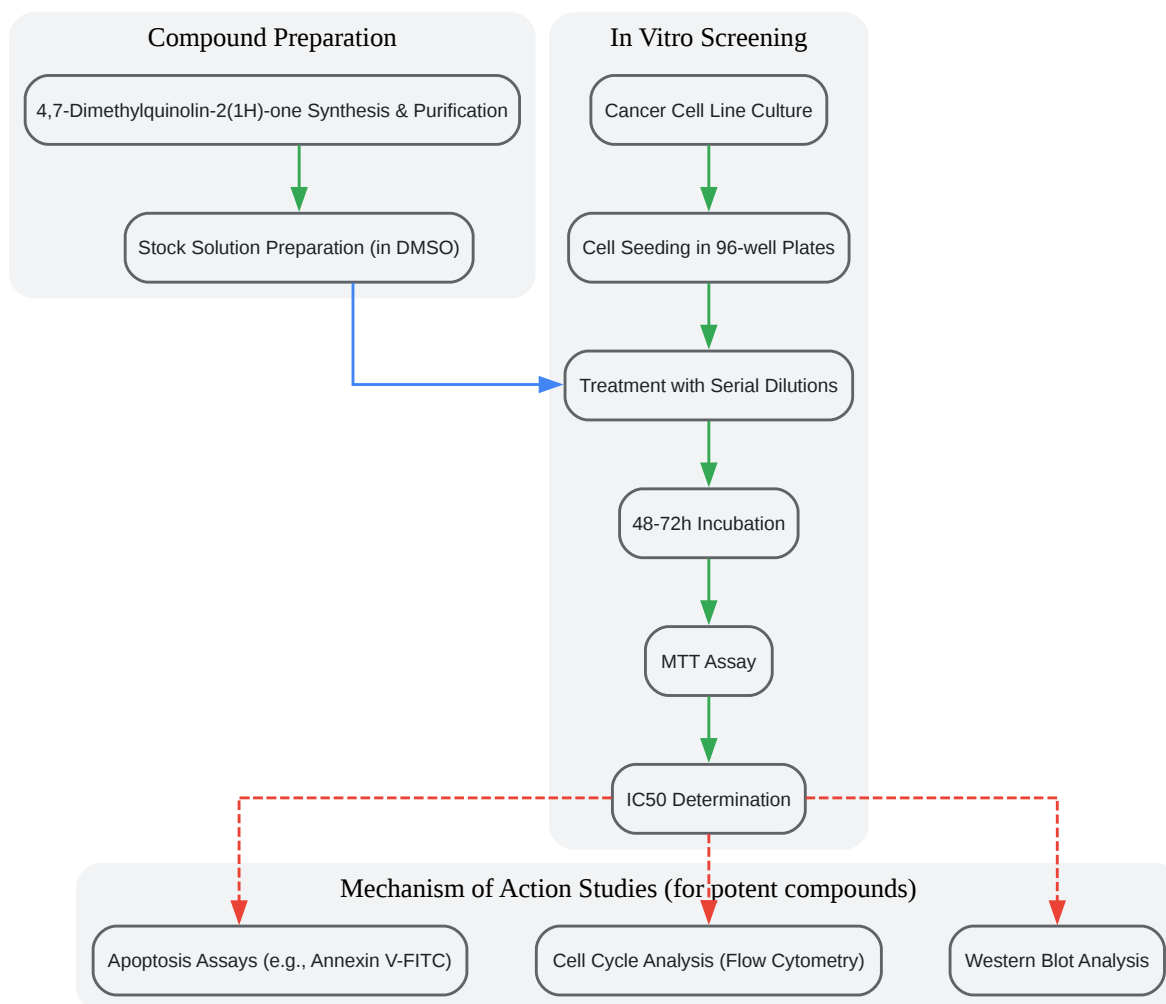 Compound Preparation
4,7-Dimethylquinolin-2(1H)-one Synthesis & Purification
Stock Solution Preparation (in DMSO)
In Vitro Screening
Cancer Cell Line Culture
Cell Seeding in 96-well Plates
Treatment with Serial Dilutions
48-72h Incubation
MTT Assay
IC50 Determination
Mechanism of Action Studies (for potent compounds)
Apoptosis Assays (e.g., Annexin V-FITC)
Cell Cycle Analysis (Flow Cytometry)
Western Blot Analysis